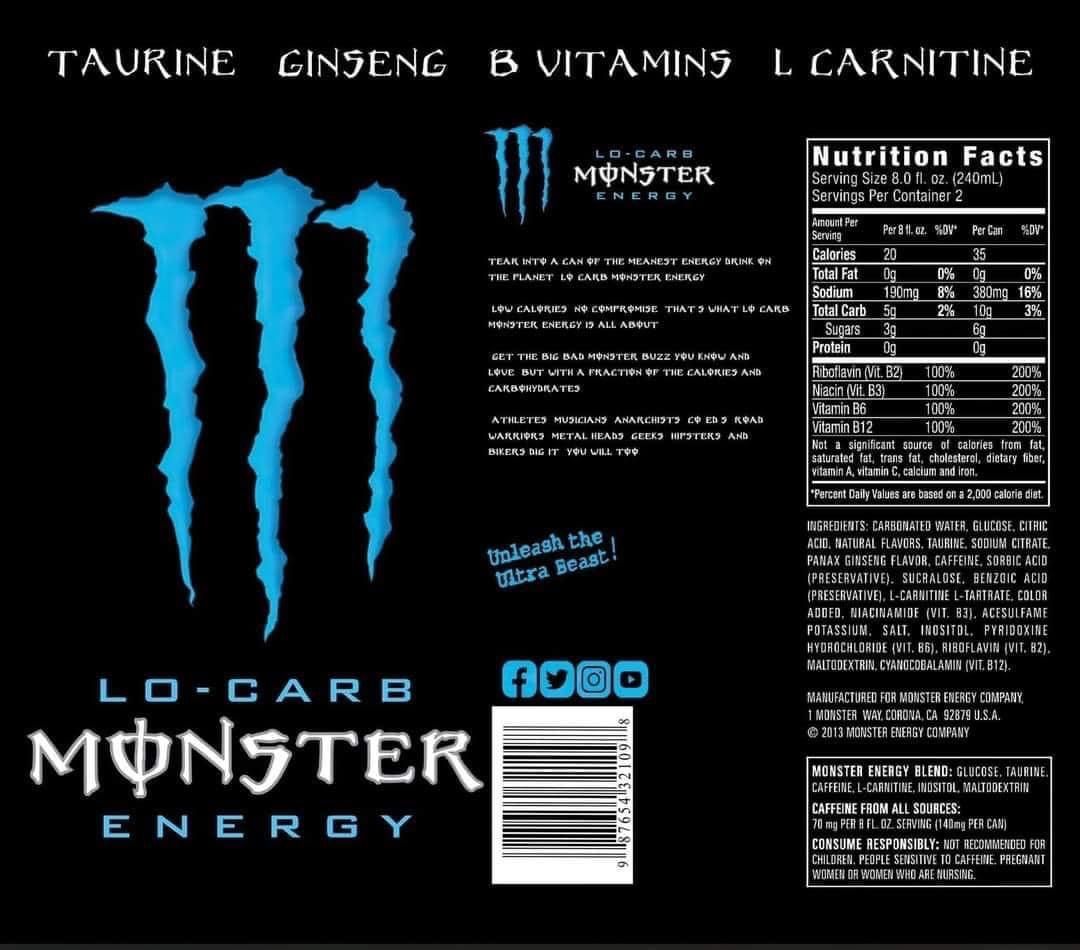 TAURINE GINSENG B VITAMINS L CARNITINE
LO-CARB
MONSTER
ENERGY
LO-CARB
MONSTER
ENERGY
TEAR INTO A CAN OF THE MEANEST ENERGY DRINK ON
THE PLANET LO CARB MONSTER ENERGY
LOW CALORIES NO COMPROMISE THAT S WHAT LO CARB
MONSTER ENERGY IS ALL ABOUT
GET THE BIG BAD MONSTER BUZZ YOU KNOW AND
LOVE BUT WITH A FRACTION OF THE CALORIES AND
CARBOHYDRATES
ATHLETES MUSICIANS ANARCHISTS CO ED S ROAD
WARRIORS METAL HEADS GEEKS HIPSTERS AND
BIKERS DIG IT YOU WILL TOO
Unleash the
Ultra Beast!
9 87654 32109 8
Nutrition Facts
Serving Size 8.0 fl. oz. (240mL)
Servings Per Container 2
Amount Per
Serving Per 8 fl. oz. %DV* Per Can %DV*
Calories 20 35
Total Fat 0g 0% 0g 0%
Sodium 190mg 8% 380mg 16%
Total Carb 5g 2% 10g 3%
Sugars 3g 6g
Protein 0g 0g
Riboflavin (Vit. B2) 100% 200%
Niacin (Vit. B3) 100% 200%
Vitamin B6 100% 200%
Vitamin B12 100% 200%
Not a significant source of calories from fat,
saturated fat, trans fat, cholesterol, dietary fiber,
vitamin A, vitamin C, calcium and iron.
*Percent Daily Values are based on a 2,000 calorie diet.
INGREDIENTS: CARBONATED WATER, GLUCOSE, CITRIC
ACID, NATURAL FLAVORS, TAURINE, SODIUM CITRATE,
PANAX GINSENG FLAVOR, CAFFEINE, SORBIC ACID
(PRESERVATIVE), SUCRALOSE, BENZOIC ACID
(PRESERVATIVE), L-CARNITINE L-TARTRATE, COLOR
ADDED, NIACINAMIDE (VIT. B3), ACESULFAME
POTASSIUM, SALT, INOSITOL, PYRIDOXINE
HYDROCHLORIDE (VIT. B6), RIBOFLAVIN (VIT. B2),
MALTODEXTRIN, CYANOCOBALAMIN (VIT. B12).
MANUFACTURED FOR MONSTER ENERGY COMPANY,
1 MONSTER WAY, CORONA, CA 92879 U.S.A.
© 2013 MONSTER ENERGY COMPANY
MONSTER ENERGY BLEND: GLUCOSE, TAURINE,
CAFFEINE, L-CARNITINE, INOSITOL, MALTODEXTRIN
CAFFEINE FROM ALL SOURCES:
70 mg PER 8 FL. OZ. SERVING (140mg PER CAN)
CONSUME RESPONSIBLY: NOT RECOMMENDED FOR
CHILDREN, PEOPLE SENSITIVE TO CAFFEINE, PREGNANT
WOMEN OR WOMEN WHO ARE NURSING.